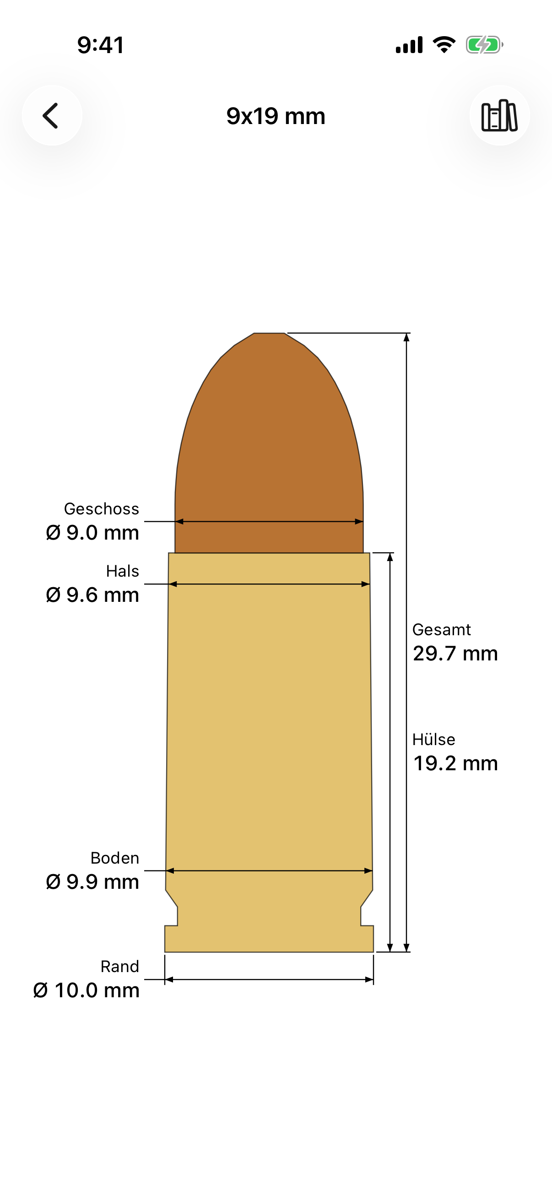 9:41
9x19 mm
Geschoss
Ø 9.0 mm
Hals
Ø 9.6 mm
Gesamt
29.7 mm
Hülse
19.2 mm
Boden
Ø 9.9 mm
Rand
Ø 10.0 mm